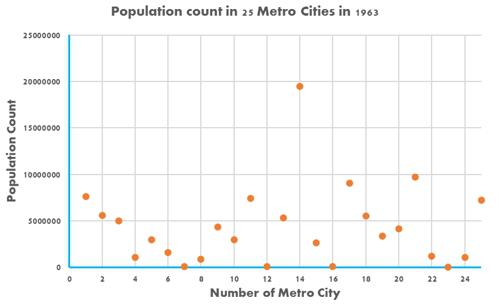 Population count in 25 Metro Cities in 1963
25000000
20000000
15000000
10000000
5000000
0
Population Count
0 2 4 6 8 10 12 14 16 18 20 22 24
Number of Metro City